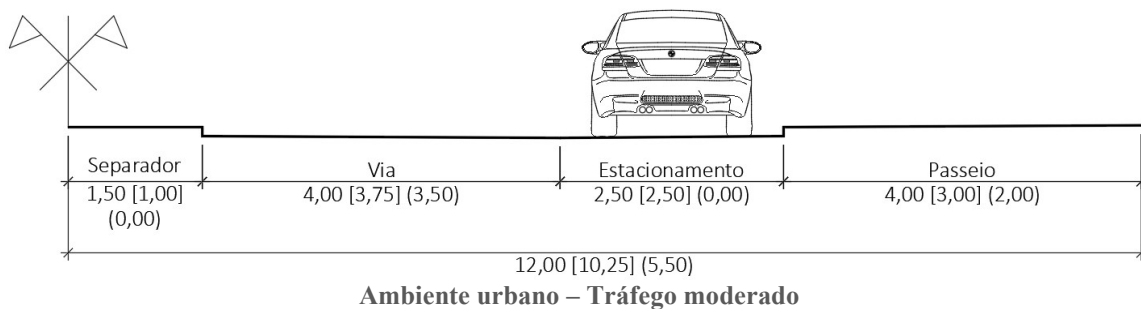 Separador Via Estacionamento Passeio
1,50 [1,00] 4,00 [3,75] (3,50) 2,50 [2,50] (0,00) 4,00 [3,00] (2,00)
(0,00)
12,00 [10,25] (5,50)
Ambiente urbano – Tráfego moderado